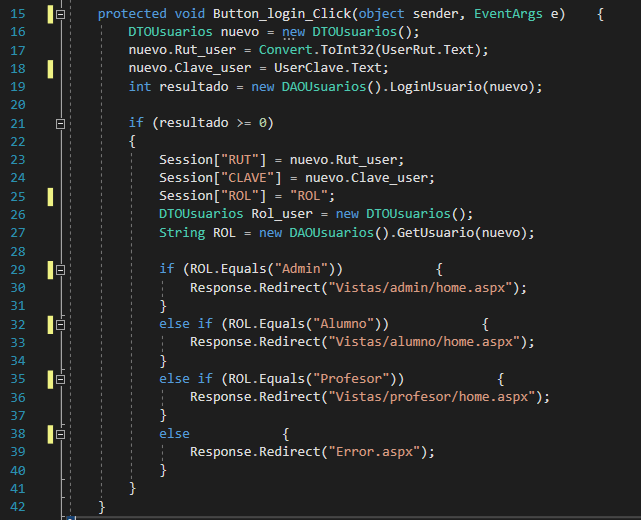 15 protected void Button_login_Click(object sender, EventArgs e)    {
16     DTOUsuarios nuevo = new DTOUsuarios();
17     nuevo.Rut_user = Convert.ToInt32(UserRut.Text);
18     nuevo.Clave_user = UserClave.Text;
19     int resultado = new DAOUsuarios().LoginUsuario(nuevo);
20
21     if (resultado >= 0)
22     {
23         Session["RUT"] = nuevo.Rut_user;
24         Session["CLAVE"] = nuevo.Clave_user;
25         Session["ROL"] = "ROL";
26         DTOUsuarios Rol_user = new DTOUsuarios();
27         String ROL = new DAOUsuarios().GetUsuario(nuevo);
28
29         if (ROL.Equals("Admin"))            {
30             Response.Redirect("Vistas/admin/home.aspx");
31         }
32         else if (ROL.Equals("Alumno"))            {
33             Response.Redirect("Vistas/alumno/home.aspx");
34         }
35         else if (ROL.Equals("Profesor"))            {
36             Response.Redirect("Vistas/profesor/home.aspx");
37         }
38         else            {
39             Response.Redirect("Error.aspx");
40         }
41     }
42 }